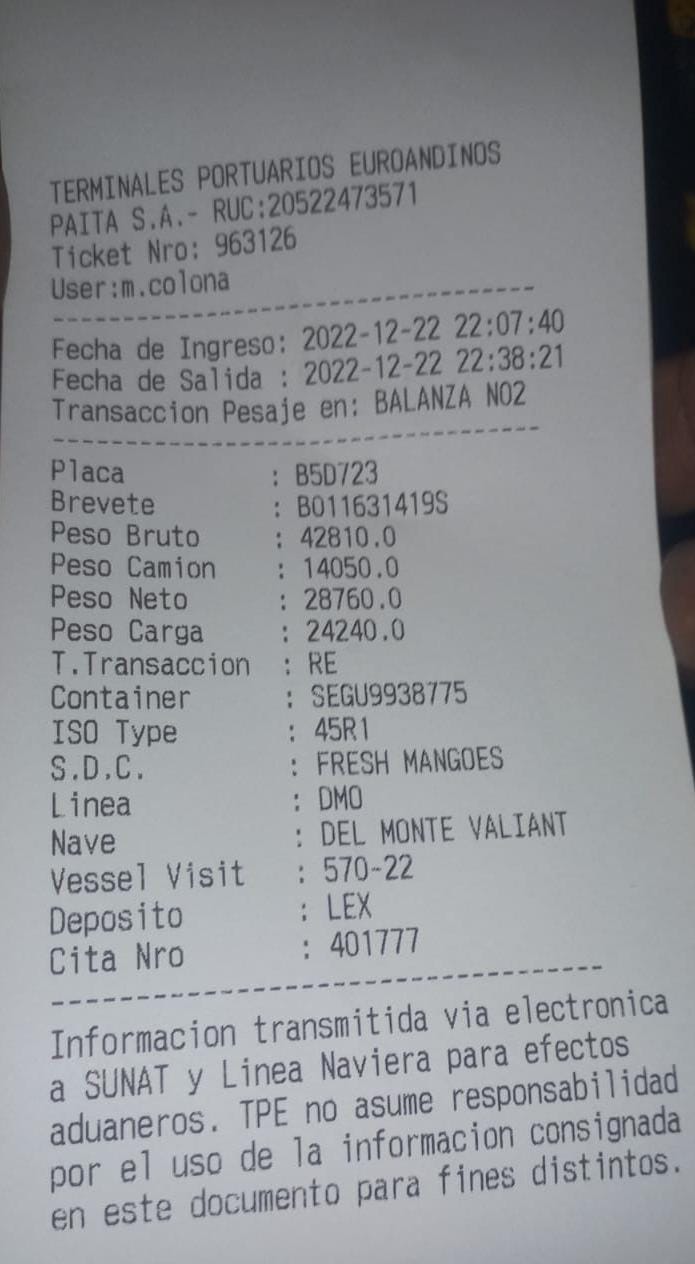 TERMINALES PORTUARIOS EUROANDINOS
PAITA S.A.- RUC:20522473571
Ticket Nro: 963126
User:m.colona
----------------------------------
Fecha de Ingreso: 2022-12-22 22:07:40
Fecha de Salida : 2022-12-22 22:38:21
Transaccion Pesaje en: BALANZA NO2
----------------------------------
Placa : B5D723
Brevete : B011631419S
Peso Bruto : 42810.0
Peso Camion : 14050.0
Peso Neto : 28760.0
Peso Carga : 24240.0
T.Transaccion : RE
Container : SEGU9938775
ISO Type : 45R1
S.D.C. : FRESH MANGOES
Linea : DMO
Nave : DEL MONTE VALIANT
Vessel Visit : 570-22
Deposito : LEX
Cita Nro : 401777
----------------------------------
Informacion transmitida via electronica
a SUNAT y Linea Naviera para efectos
aduaneros. TPE no asume responsabilidad
por el uso de la informacion consignada
en este documento para fines distintos.